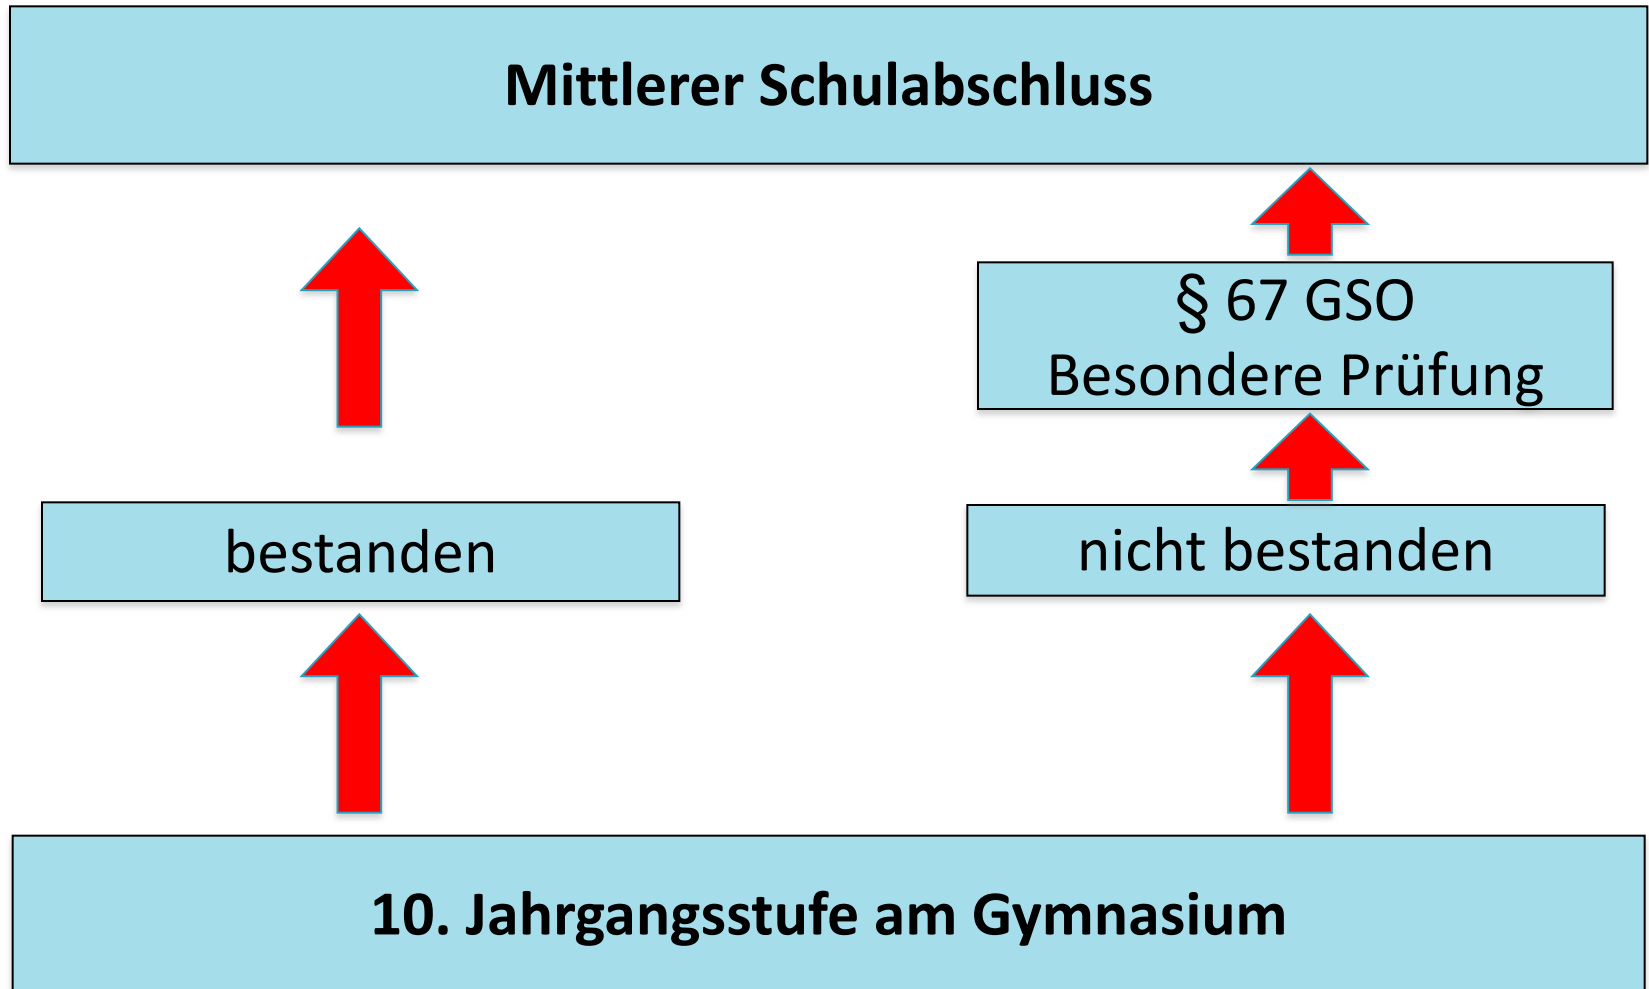 Mittlerer Schulabschluss
§ 67 GSO
Besondere Prüfung
bestanden
nicht bestanden
10. Jahrgangsstufe am Gymnasium